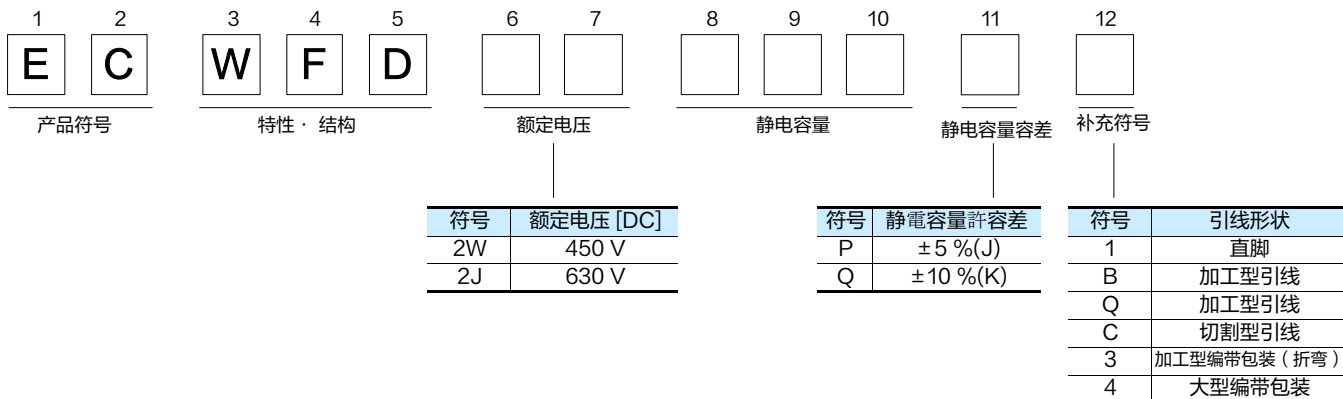 1 2 3 4 5 6 7 8 9 10 11 12
E C W F D
产品符号 特性· 结构 额定电压 静电容量 静电容量容差 补充符号
符号 额定电压 [DC]
2W 450 V
2J 630 V
符号 静電容量許容差
P ±5 %(J)
Q ±10 %(K)
符号 引线形状
1 直脚
B 加工型引线
Q 加工型引线
C 切割型引线
3 加工型编带包装（折弯）
4 大型编带包装